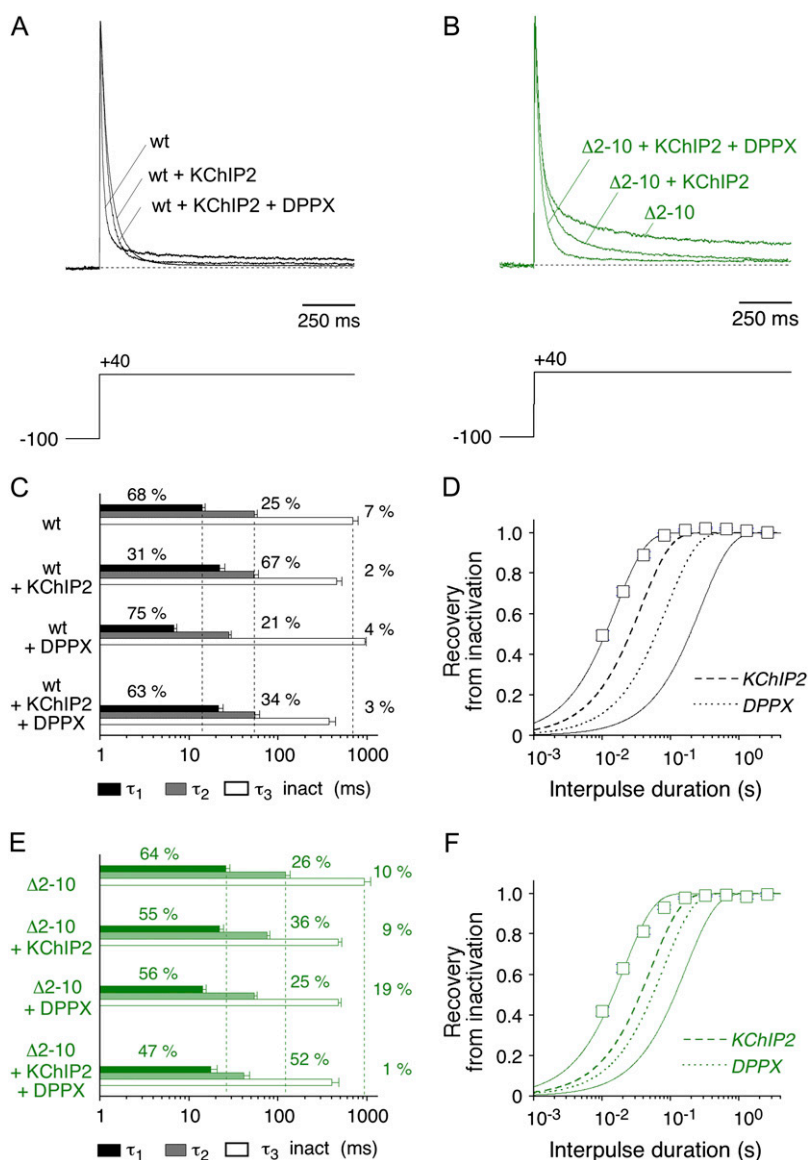 A
wt
wt + KChIP2
wt + KChIP2 + DPPX
250 ms
+40
-100
B
Δ2-10 + KChIP2 + DPPX
Δ2-10 + KChIP2
Δ2-10
250 ms
+40
-100
C
wt
68 %
25 %
7 %
wt
+ KChIP2
31 %
67 %
2 %
wt
+ DPPX
75 %
21 %
4 %
wt
+ KChIP2
+ DPPX
63 %
34 %
3 %
1 10 100 1000
τ1 τ2 τ3 inact (ms)
D
Recovery
from inactivation
1.0
0.8
0.6
0.4
0.2
0
KChIP2
DPPX
10-3 10-2 10-1 100
Interpulse duration (s)
E
Δ2-10
64 %
26 %
10 %
Δ2-10
+ KChIP2
55 %
36 %
9 %
Δ2-10
+ DPPX
56 %
25 %
19 %
Δ2-10
+ KChIP2
+ DPPX
47 %
52 %
1 %
1 10 100 1000
τ1 τ2 τ3 inact (ms)
F
Recovery
from inactivation
1.0
0.8
0.6
0.4
0.2
0
KChIP2
DPPX
10-3 10-2 10-1 100
Interpulse duration (s)